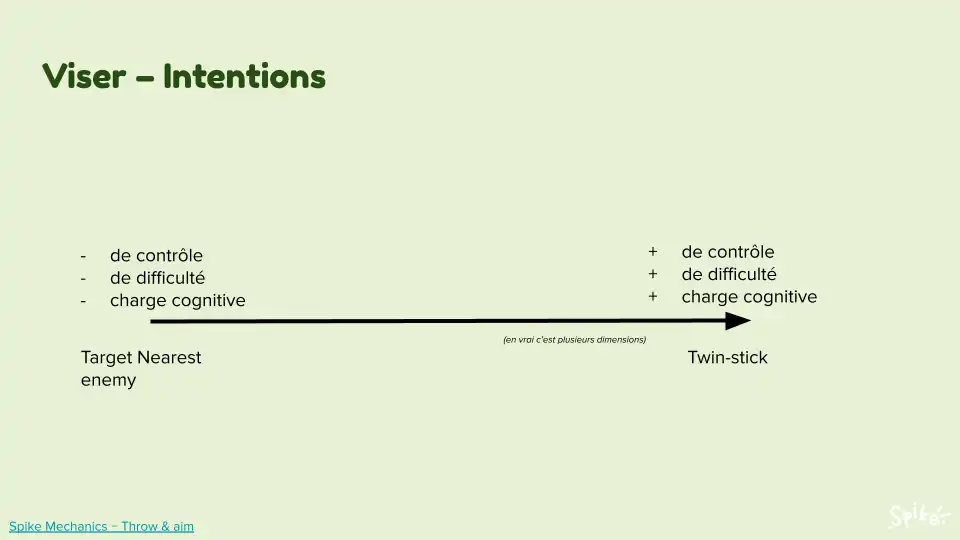 Viser – Intentions
- de contrôle
- de difficulté
- charge cognitive
+ de contrôle
+ de difficulté
+ charge cognitive
(en vrai c'est plusieurs dimensions)
Target Nearest
enemy
Twin-stick
Spike Mechanics – Throw & aim
Spike